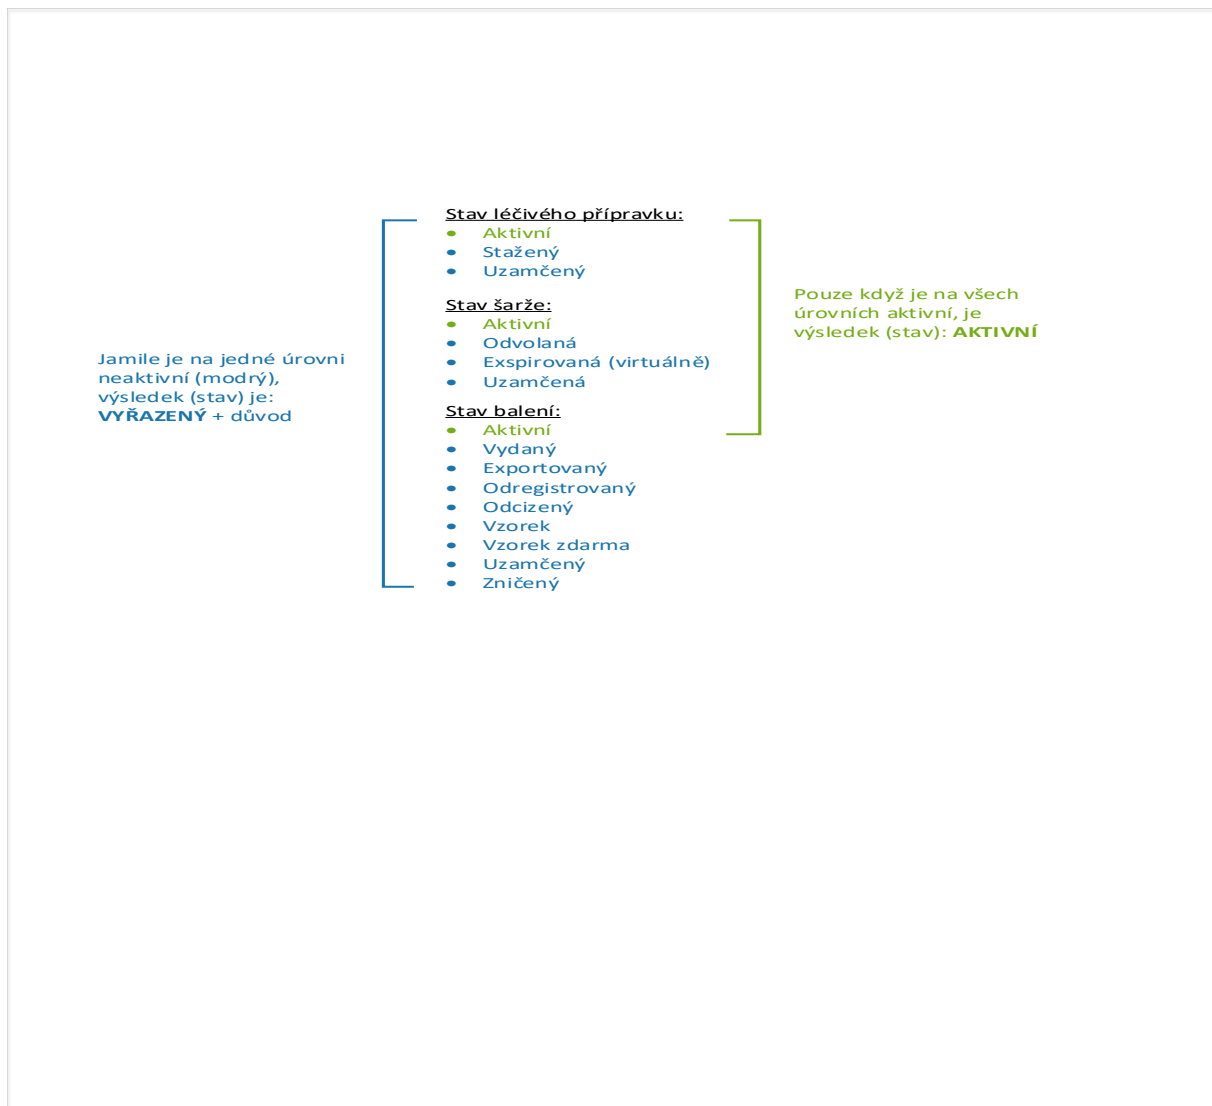 Stav léčivého přípravku:
● Aktivní
● Stažený
● Uzamčený
Stav šarže:
● Aktivní
● Odvolaná
● Exspirovaná (virtuálně)
● Uzamčená
Stav balení:
● Aktivní
● Vydaný
● Exportovaný
● Odregistrovaný
● Odcizený
● Vzorek
● Vzorek zdarma
● Uzamčený
● Zničený
Jamile je na jedné úrovni
neaktivní (modrý),
výsledek (stav) je:
VYŘAZENÝ + důvod
Pouze když je na všech
úrovních aktivní, je
výsledek (stav): AKTIVNÍ